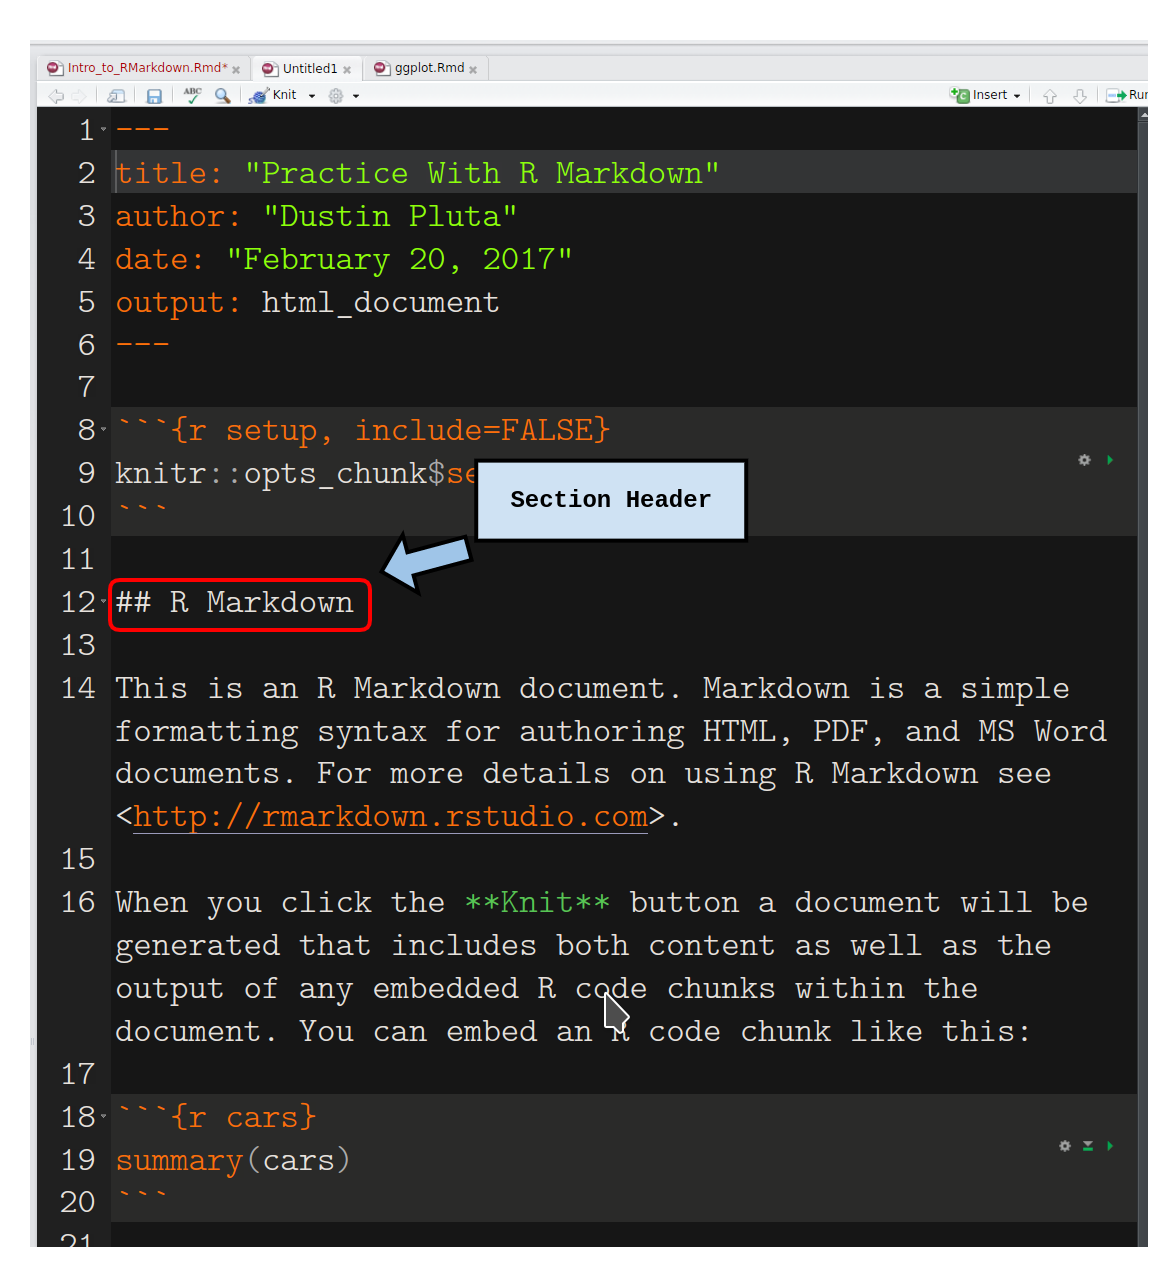 Intro_to_RMarkdown.Rmd* Untitled1 ggplot.Rmd
ABC Knit Insert Run
1 ---
2 title: "Practice With R Markdown"
3 author: "Dustin Pluta"
4 date: "February 20, 2017"
5 output: html_document
6 ---
7
8 ```{r setup, include=FALSE}
9 knitr::opts_chunk$se
Section Header
10 ```
11
12 ## R Markdown
13
14 This is an R Markdown document. Markdown is a simple
formatting syntax for authoring HTML, PDF, and MS Word
documents. For more details on using R Markdown see
<http://rmarkdown.rstudio.com>.
15
16 When you click the **Knit** button a document will be
generated that includes both content as well as the
output of any embedded R code chunks within the
document. You can embed an R code chunk like this:
17
18 ```{r cars}
19 summary(cars)
20 ```
21